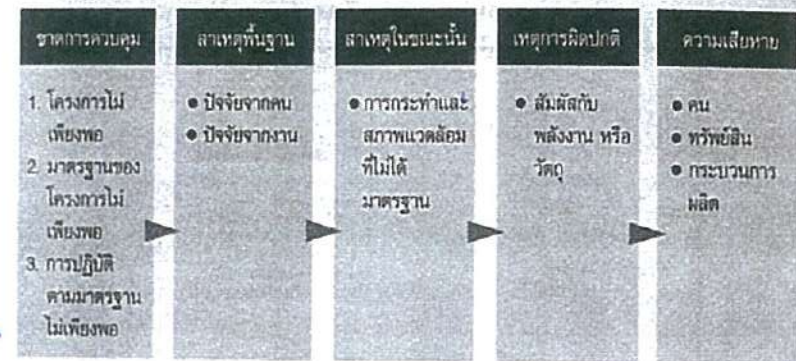 ขาดการควบคุม
1. โครงการไม่
เพียงพอ
2. มาตรฐานของ
โครงการไม่
เพียงพอ
3. การปฏิบัติ
ตามมาตรฐาน
ไม่เพียงพอ
สาเหตุพื้นฐาน
● ปัจจัยจากคน
● ปัจจัยจากงาน
สาเหตุในขณะนั้น
● การกระทำและ
สภาพแวดล้อม
ที่ไม่ได้
มาตรฐาน
เหตุการผิดปกติ
● สัมผัสกับ
พลังงาน หรือ
วัตถุ
ความเสียหาย
● คน
● ทรัพย์สิน
● กระบวนการ
ผลิต